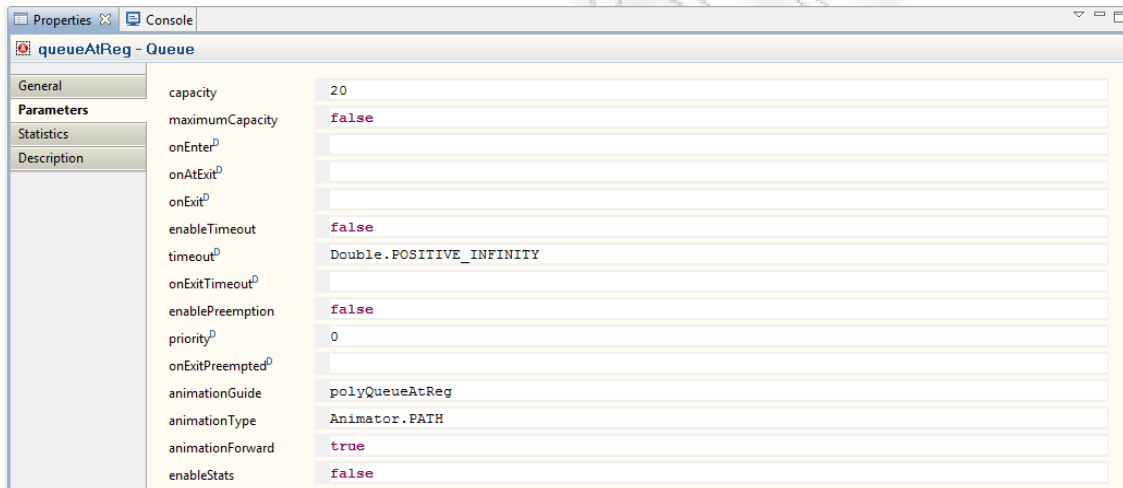 Properties Console
queueAtReg - Queue
General
Parameters
Statistics
Description
capacity 20
maximumCapacity false
onEnterD
onAtExitD
onExitD
enableTimeout false
timeoutD Double.POSITIVE_INFINITY
onExitTimeoutD
enablePreemption false
priorityD 0
onExitPreemptedD
animationGuide polyQueueAtReg
animationType Animator.PATH
animationForward true
enableStats false